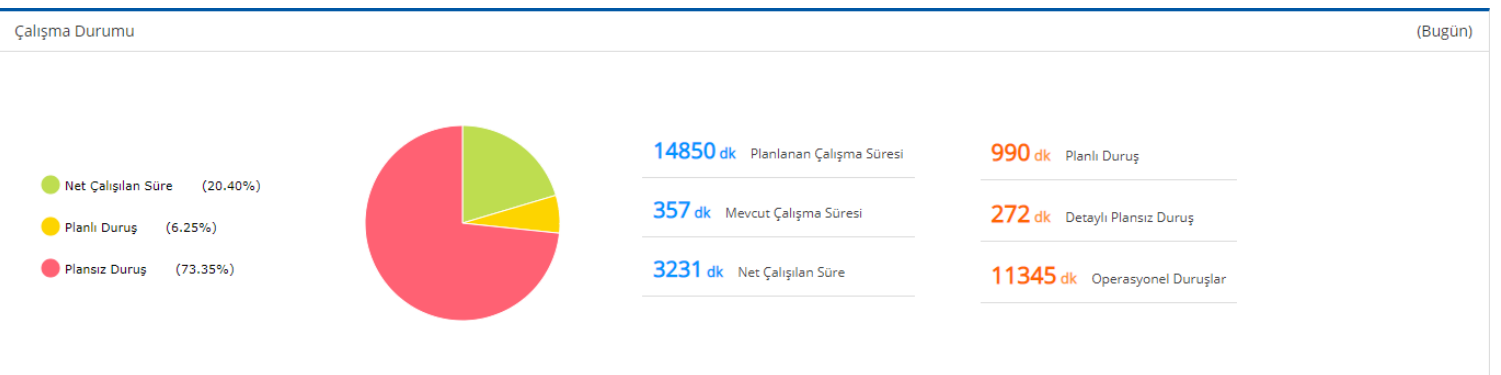 Çalışma Durumu (Bugün)
Net Çalışılan Süre (20.40%)
Planlı Duruş (6.25%)
Plansız Duruş (73.35%)
14850 dk Planlanan Çalışma Süresi
357 dk Mevcut Çalışma Süresi
3231 dk Net Çalışılan Süre
990 dk Planlı Duruş
272 dk Detaylı Plansız Duruş
11345 dk Operasyonel Duruşlar